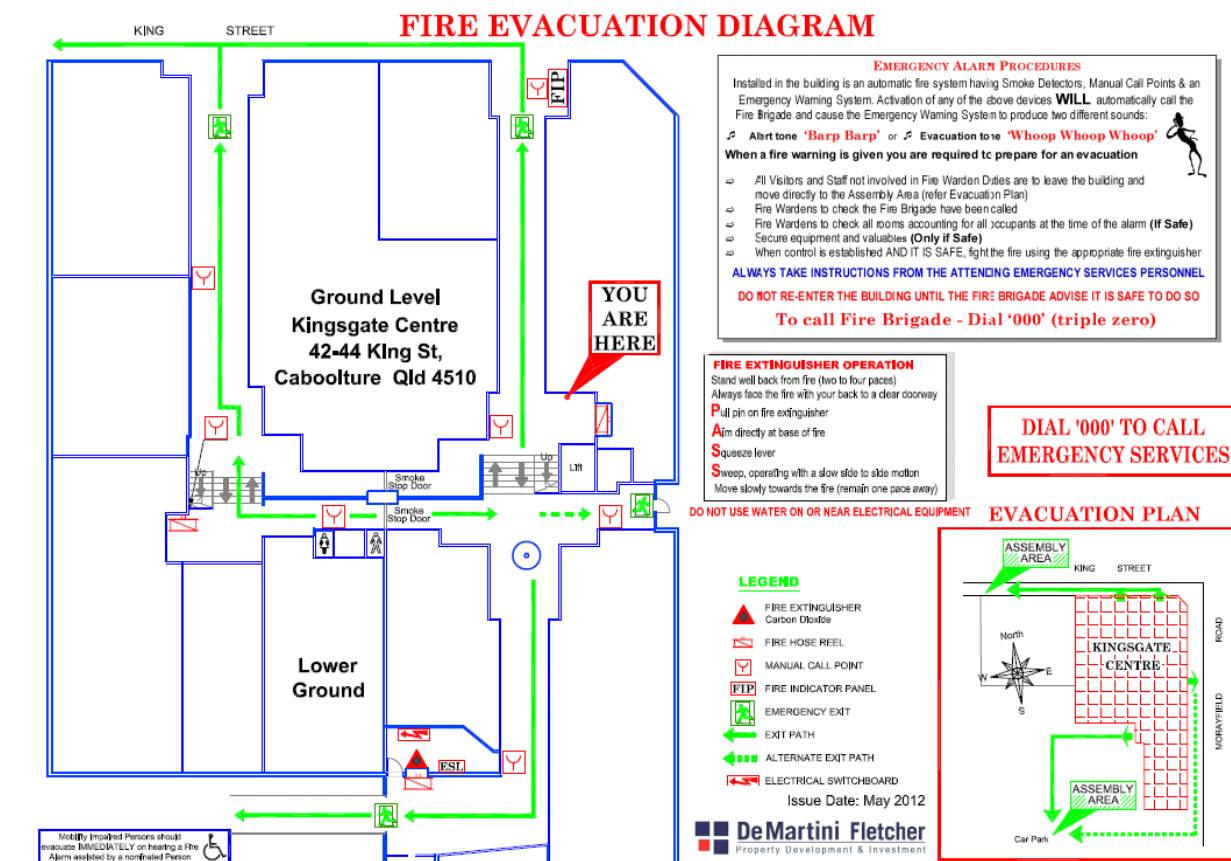 FIRE EVACUATION DIAGRAM
KING STREET
FIP
EMERGENCY ALARM PROCEDURES
Installed in the building is an automatic fire system having Smoke Detectors, Manual Call Points & an
Emergency Warning System. Activation of any of the above devices WILL automatically call the
Fire Brigade and cause the Emergency Warning System to produce two different sounds:
♫ Alert tone 'Barp Barp' or ♫ Evacuation tone 'Whoop Whoop Whoop'
When a fire warning is given you are required to prepare for an evacuation
⇨ All Visitors and Staff not involved in Fire Warden Duties are to leave the building and
move directly to the Assembly Area (refer Evacuation Plan)
⇨ Fire Wardens to check the Fire Brigade have been called
⇨ Fire Wardens to check all rooms accounting for all occupants at the time of the alarm (If Safe)
⇨ Secure equipment and valuables (Only if Safe)
⇨ When control is established AND IT IS SAFE, fight the fire using the appropriate fire extinguisher
ALWAYS TAKE INSTRUCTIONS FROM THE ATTENDING EMERGENCY SERVICES PERSONNEL
DO NOT RE-ENTER THE BUILDING UNTIL THE FIRE BRIGADE ADVISE IT IS SAFE TO DO SO
To call Fire Brigade - Dial '000' (triple zero)
Ground Level
Kingsgate Centre
42-44 King St,
Caboolture Qld 4510
YOU
ARE
HERE
Up
Smoke
Stop Door
Smoke
Stop Door
Up
Lift
Lower
Ground
ESL
Mobility Impaired Persons should
evacuate IMMEDIATELY on hearing a Fire
Alarm assisted by a nominated Person
FIRE EXTINGUISHER OPERATION
Stand well back from fire (two to four paces)
Always face the fire with your back to a clear doorway
Pull pin on fire extinguisher
Aim directly at base of fire
Squeeze lever
Sweep, operating with a slow side to side motion
Move slowly towards the fire (remain one pace away)
DO NOT USE WATER ON OR NEAR ELECTRICAL EQUIPMENT
DIAL '000' TO CALL
EMERGENCY SERVICES
LEGEND
FIRE EXTINGUISHER
Carbon Dioxide
FIRE HOSE REEL
MANUAL CALL POINT
FIP FIRE INDICATOR PANEL
EMERGENCY EXIT
EXIT PATH
ALTERNATE EXIT PATH
ELECTRICAL SWITCHBOARD
Issue Date: May 2012
DeMartini Fletcher
Property Development & Investment
EVACUATION PLAN
ASSEMBLY
AREA
KING STREET
North
W E
S
KINGSGATE
CENTRE
ROAD
MORAYFIELD
ASSEMBLY
AREA
Car Park